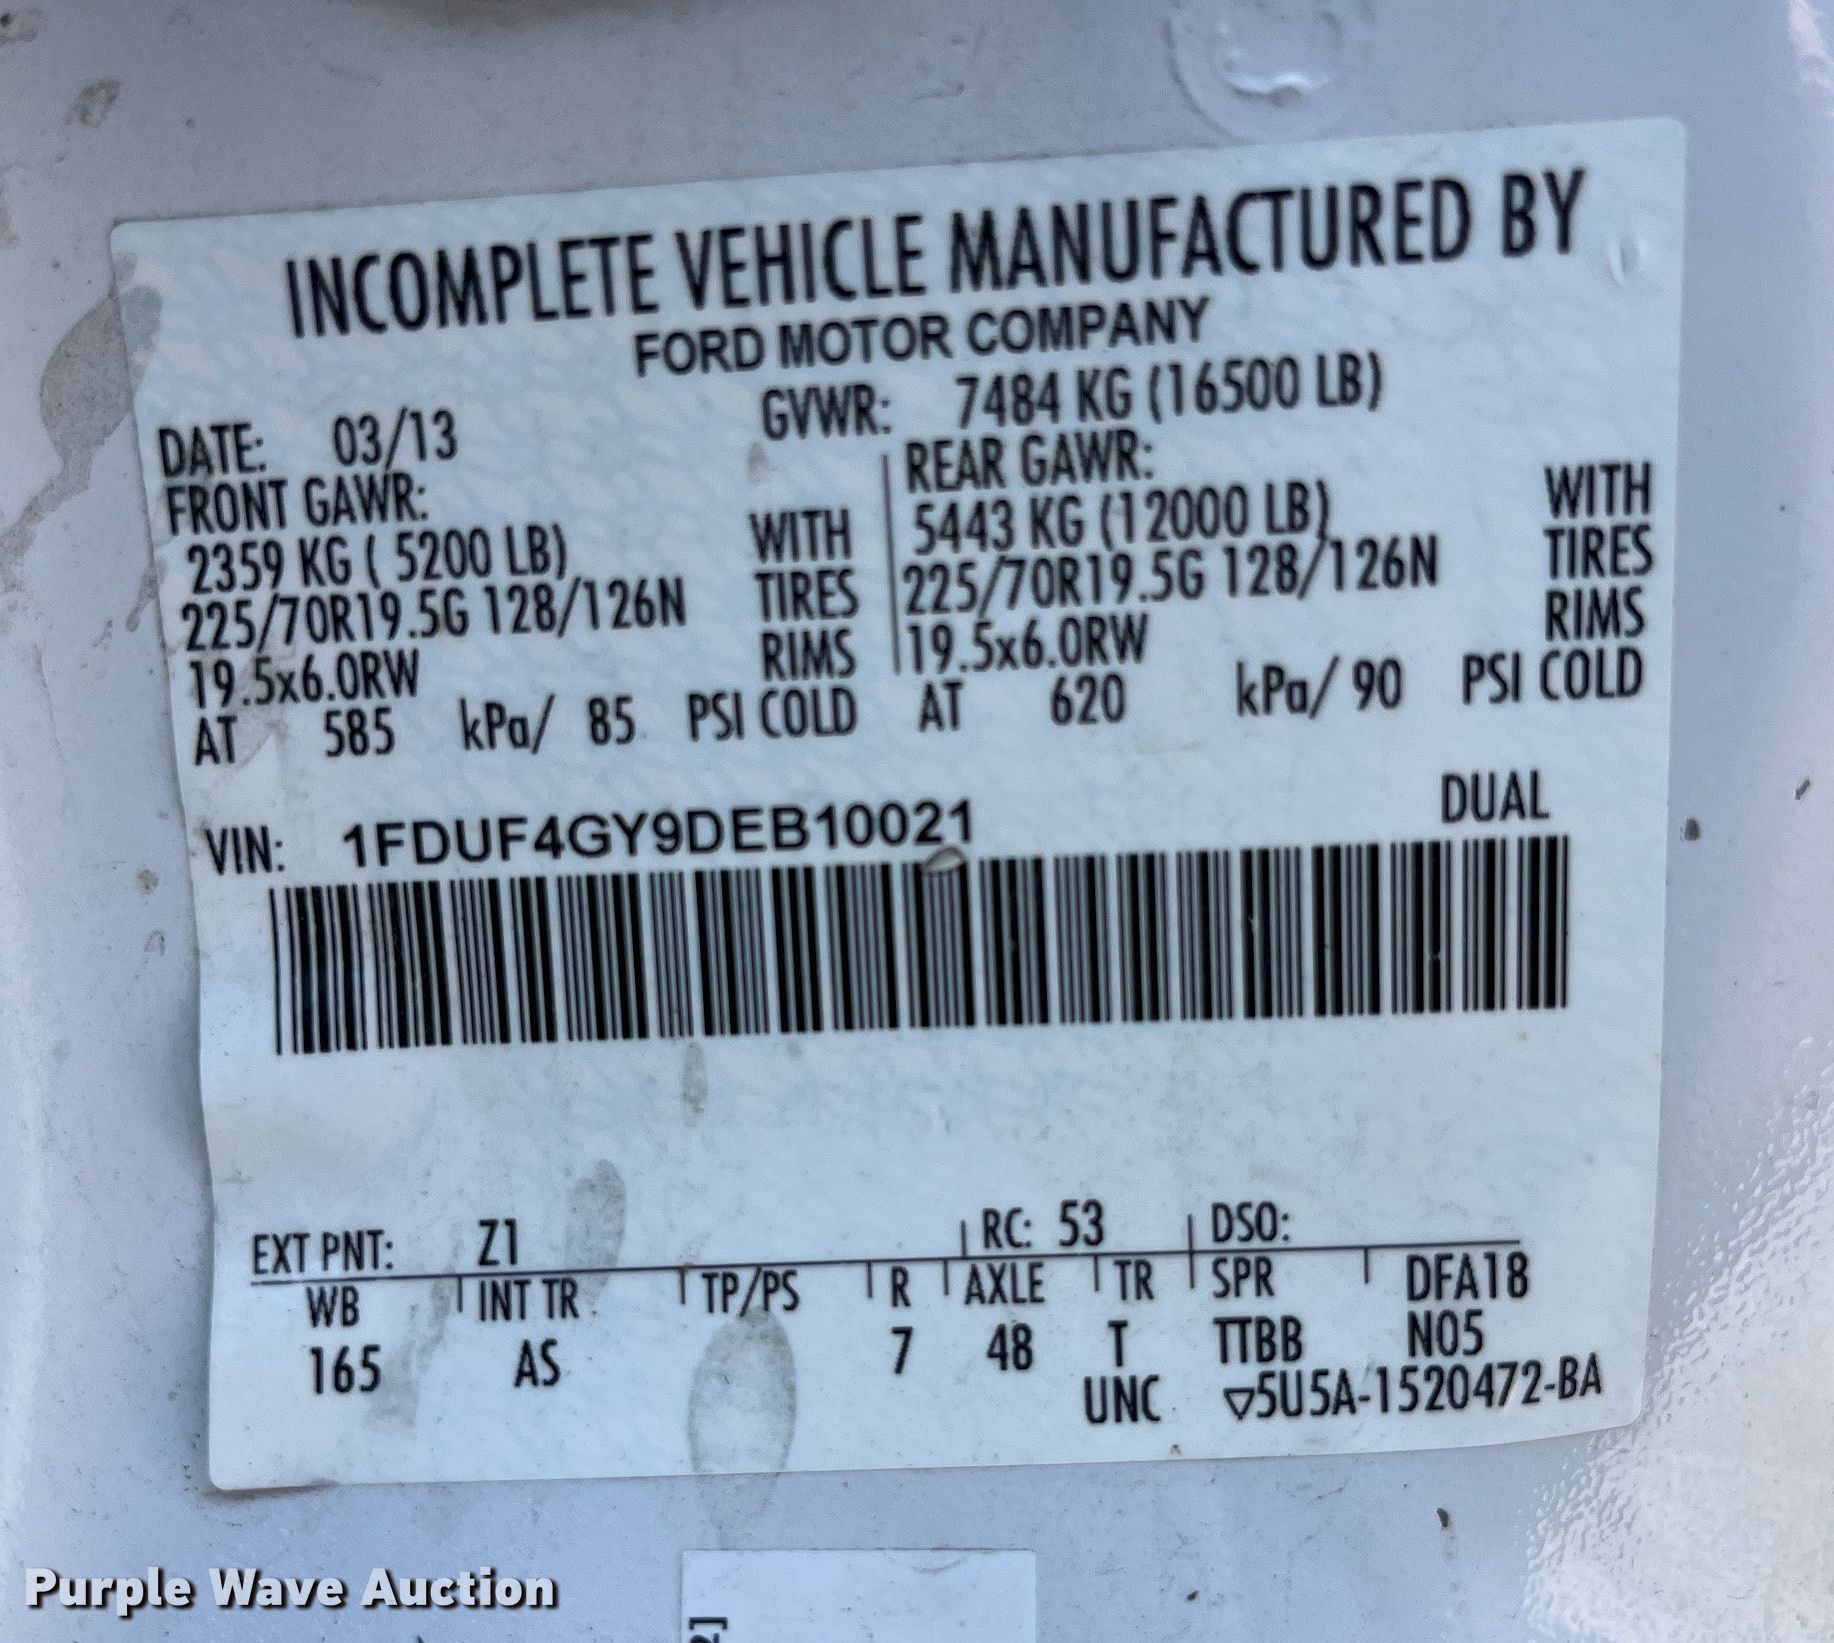 INCOMPLETE VEHICLE MANUFACTURED BY
FORD MOTOR COMPANY
DATE: 03/13 GVWR: 7484 KG (16500 LB)
FRONT GAWR: REAR GAWR:
2359 KG ( 5200 LB) WITH 5443 KG (12000 LB) WITH
225/70R19.5G 128/126N TIRES 225/70R19.5G 128/126N TIRES
19.5x6.0RW RIMS 19.5x6.0RW RIMS
AT 585 kPa/ 85 PSI COLD AT 620 kPa/ 90 PSI COLD
VIN: 1FDUF4GY9DEB10021 DUAL
EXT PNT: Z1 RC: 53 DSO:
WB INT TR TP/PS R AXLE TR SPR DFA18
165 AS 7 48 T TTBB N05
UNC ▽5U5A-1520472-BA
Purple Wave Auction
2]